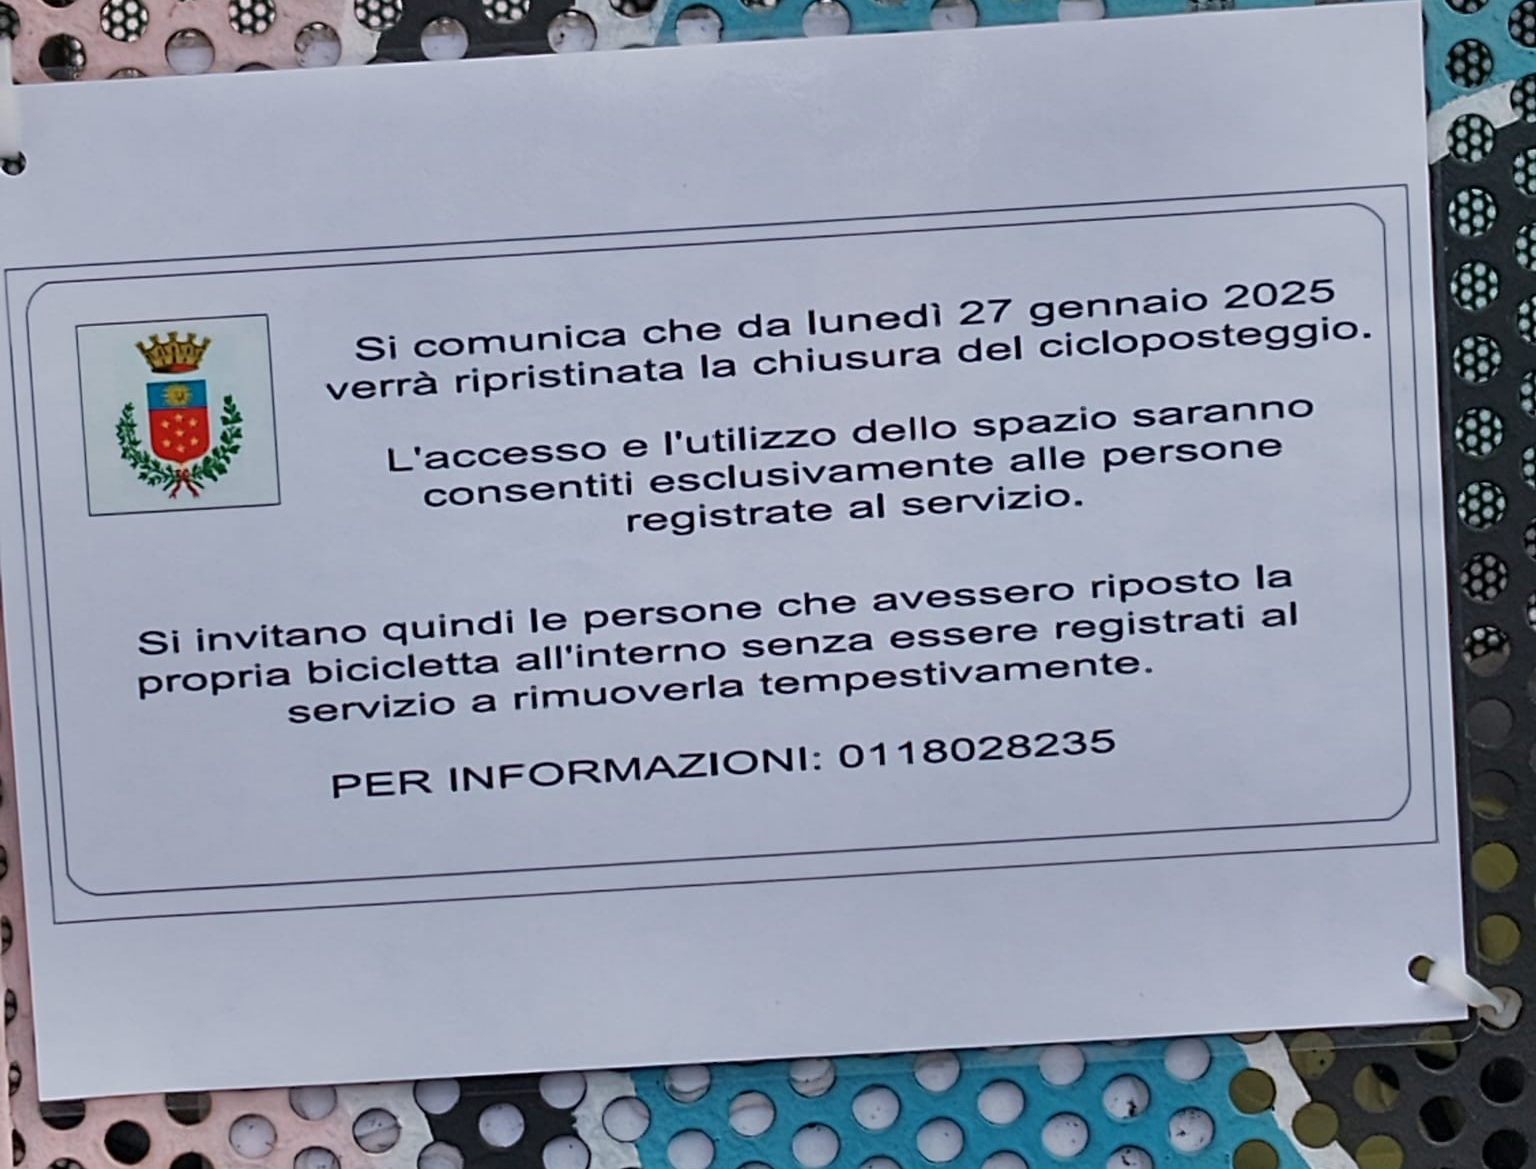 Si comunica che da lunedì 27 gennaio 2025
verrà ripristinata la chiusura del cicloposteggio.
L'accesso e l'utilizzo dello spazio saranno
consentiti esclusivamente alle persone
registrate al servizio.
Si invitano quindi le persone che avessero riposto la
propria bicicletta all'interno senza essere registrati al
servizio a rimuoverla tempestivamente.
PER INFORMAZIONI: 0118028235